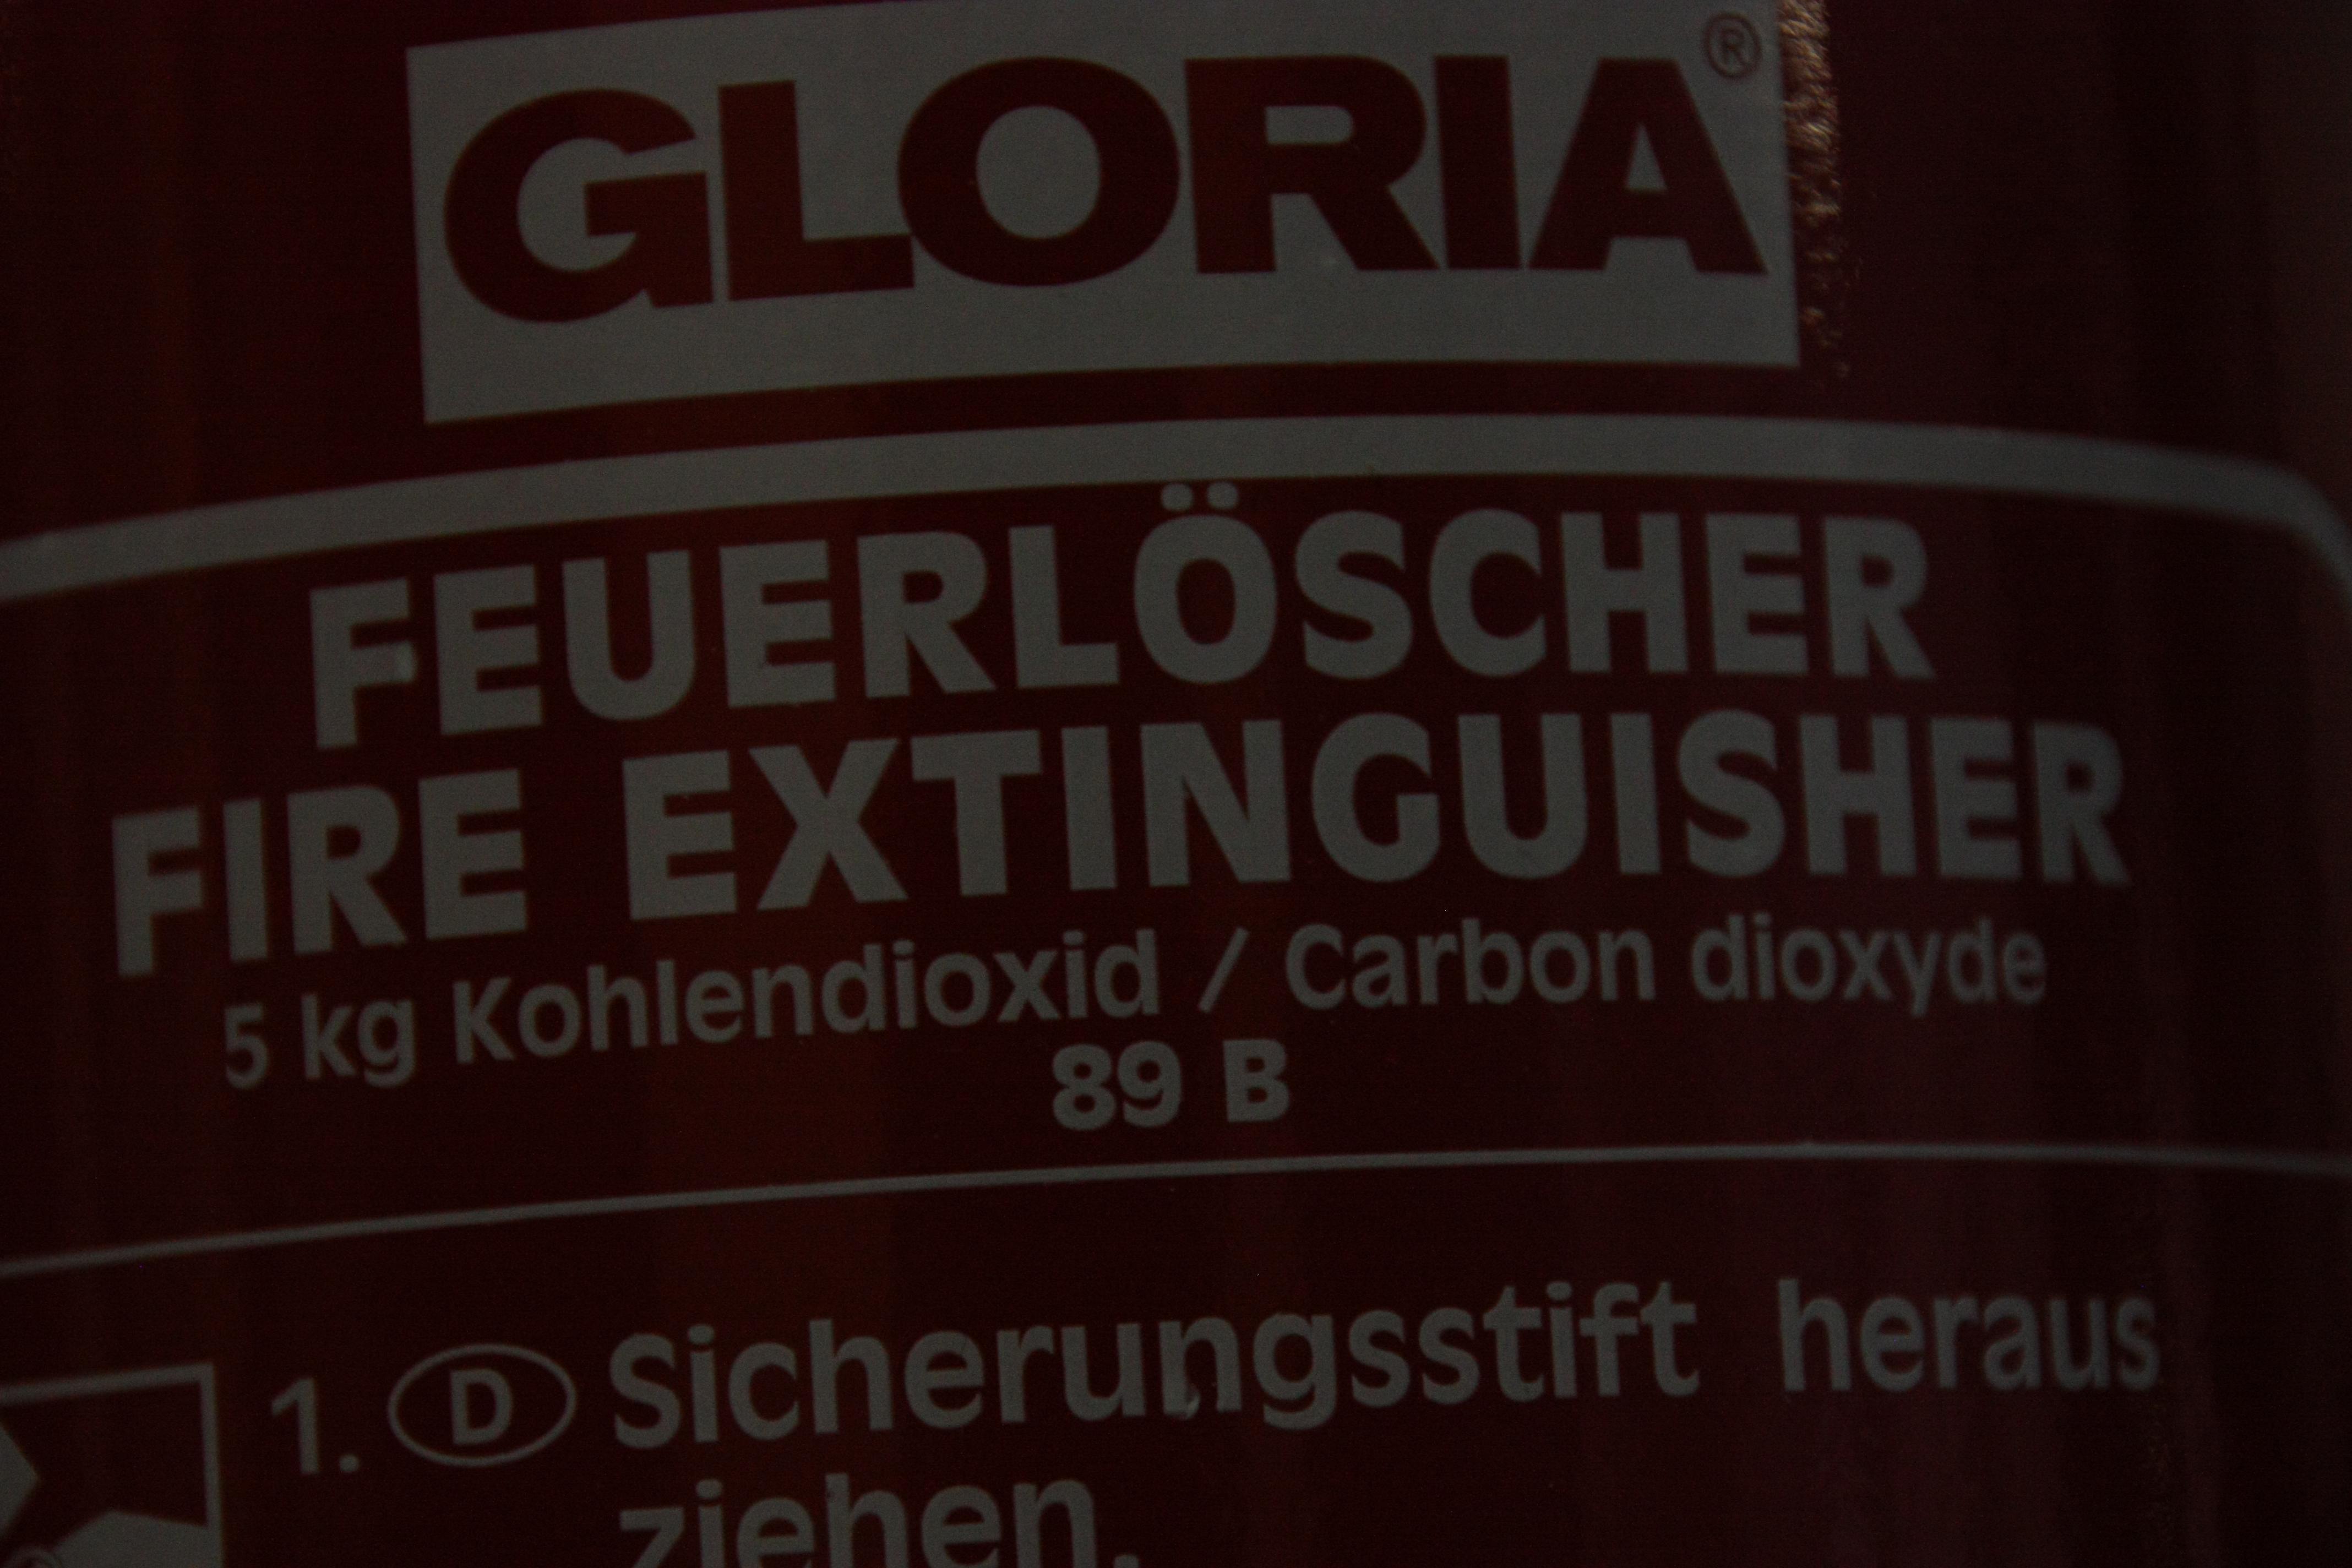 GLORIA®
FEUERLÖSCHER
FIRE EXTINGUISHER
5 kg Kohlendioxid / Carbon dioxyde
89 B
1. D Sicherungsstift heraus
ziehen.